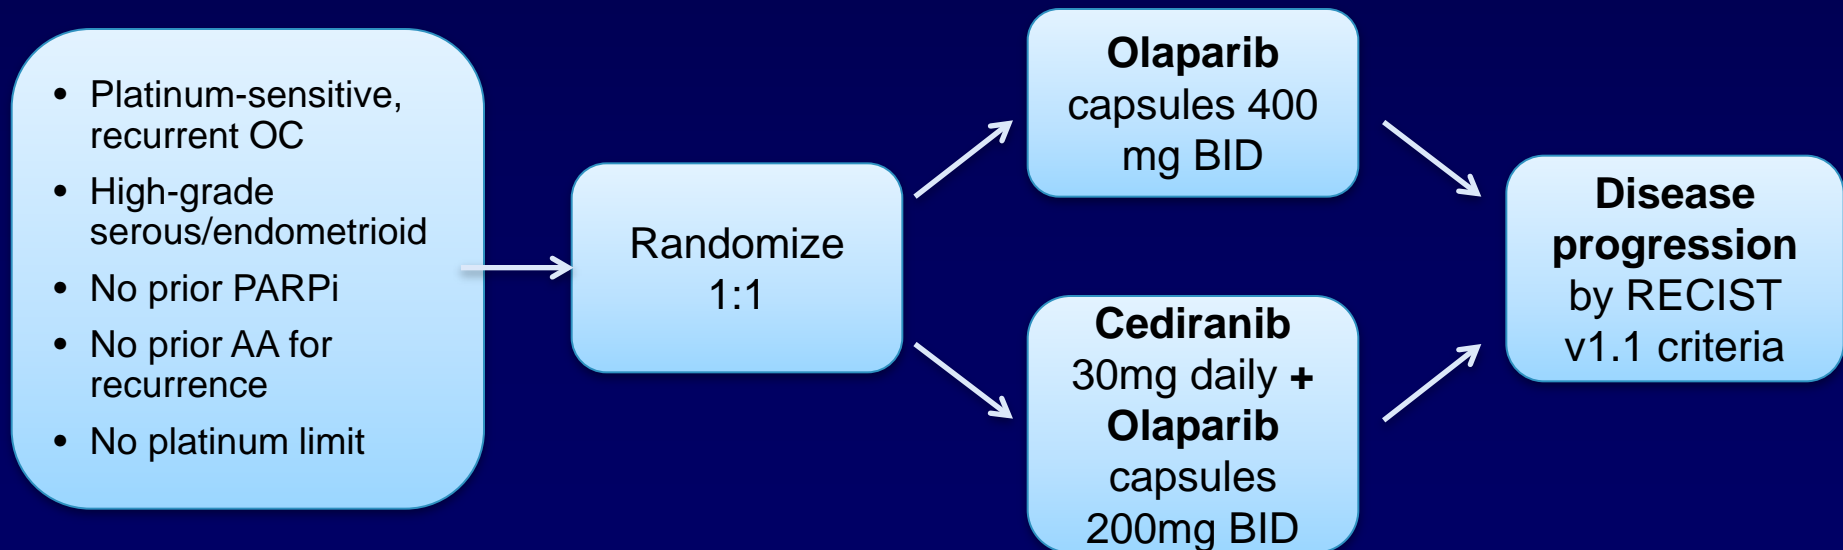 • Platinum-sensitive,
recurrent OC
• High-grade
serous/endometrioid
• No prior PARPi
• No prior AA for
recurrence
• No platinum limit
Randomize
1:1
Olaparib
capsules 400
mg BID
Cediranib
30mg daily +
Olaparib
capsules
200mg BID
Disease
progression
by RECIST
v1.1 criteria